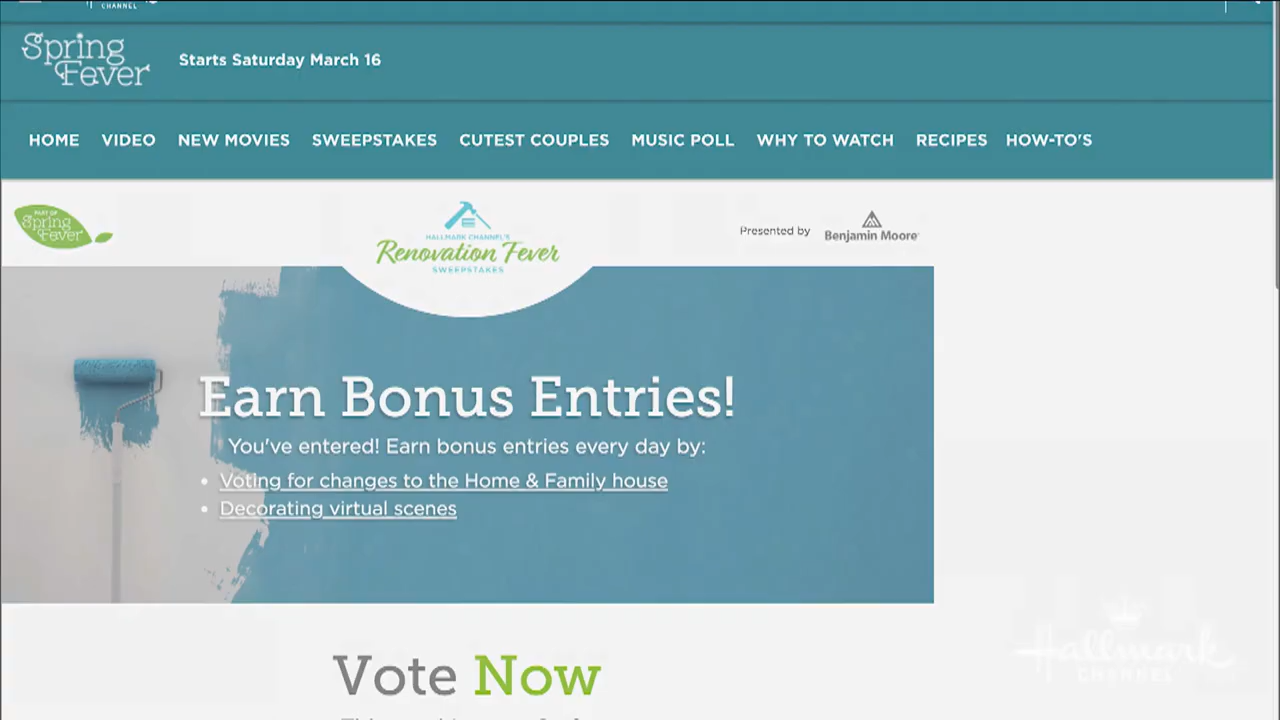 CHANNEL
Spring
Fever
Starts Saturday March 16
HOME VIDEO NEW MOVIES SWEEPSTAKES CUTEST COUPLES MUSIC POLL WHY TO WATCH RECIPES HOW-TO'S
PART OF
Spring
Fever
HALLMARK CHANNEL'S
Renovation Fever
SWEEPSTAKES
Presented by
Benjamin Moore
Earn Bonus Entries!
You've entered! Earn bonus entries every day by:
• Voting for changes to the Home & Family house
• Decorating virtual scenes
Vote Now
Hallmark
CHANNEL